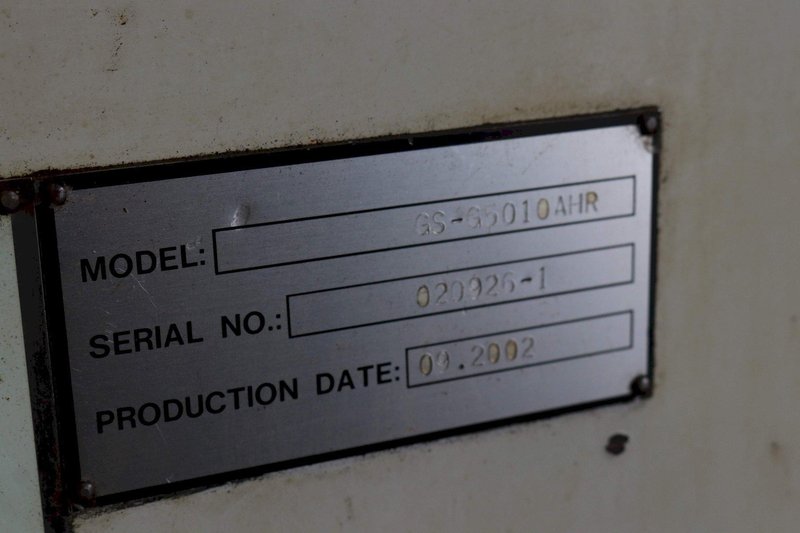 MODEL: GS-G5010AHR
SERIAL NO.: 020926-1
PRODUCTION DATE: 09.2002